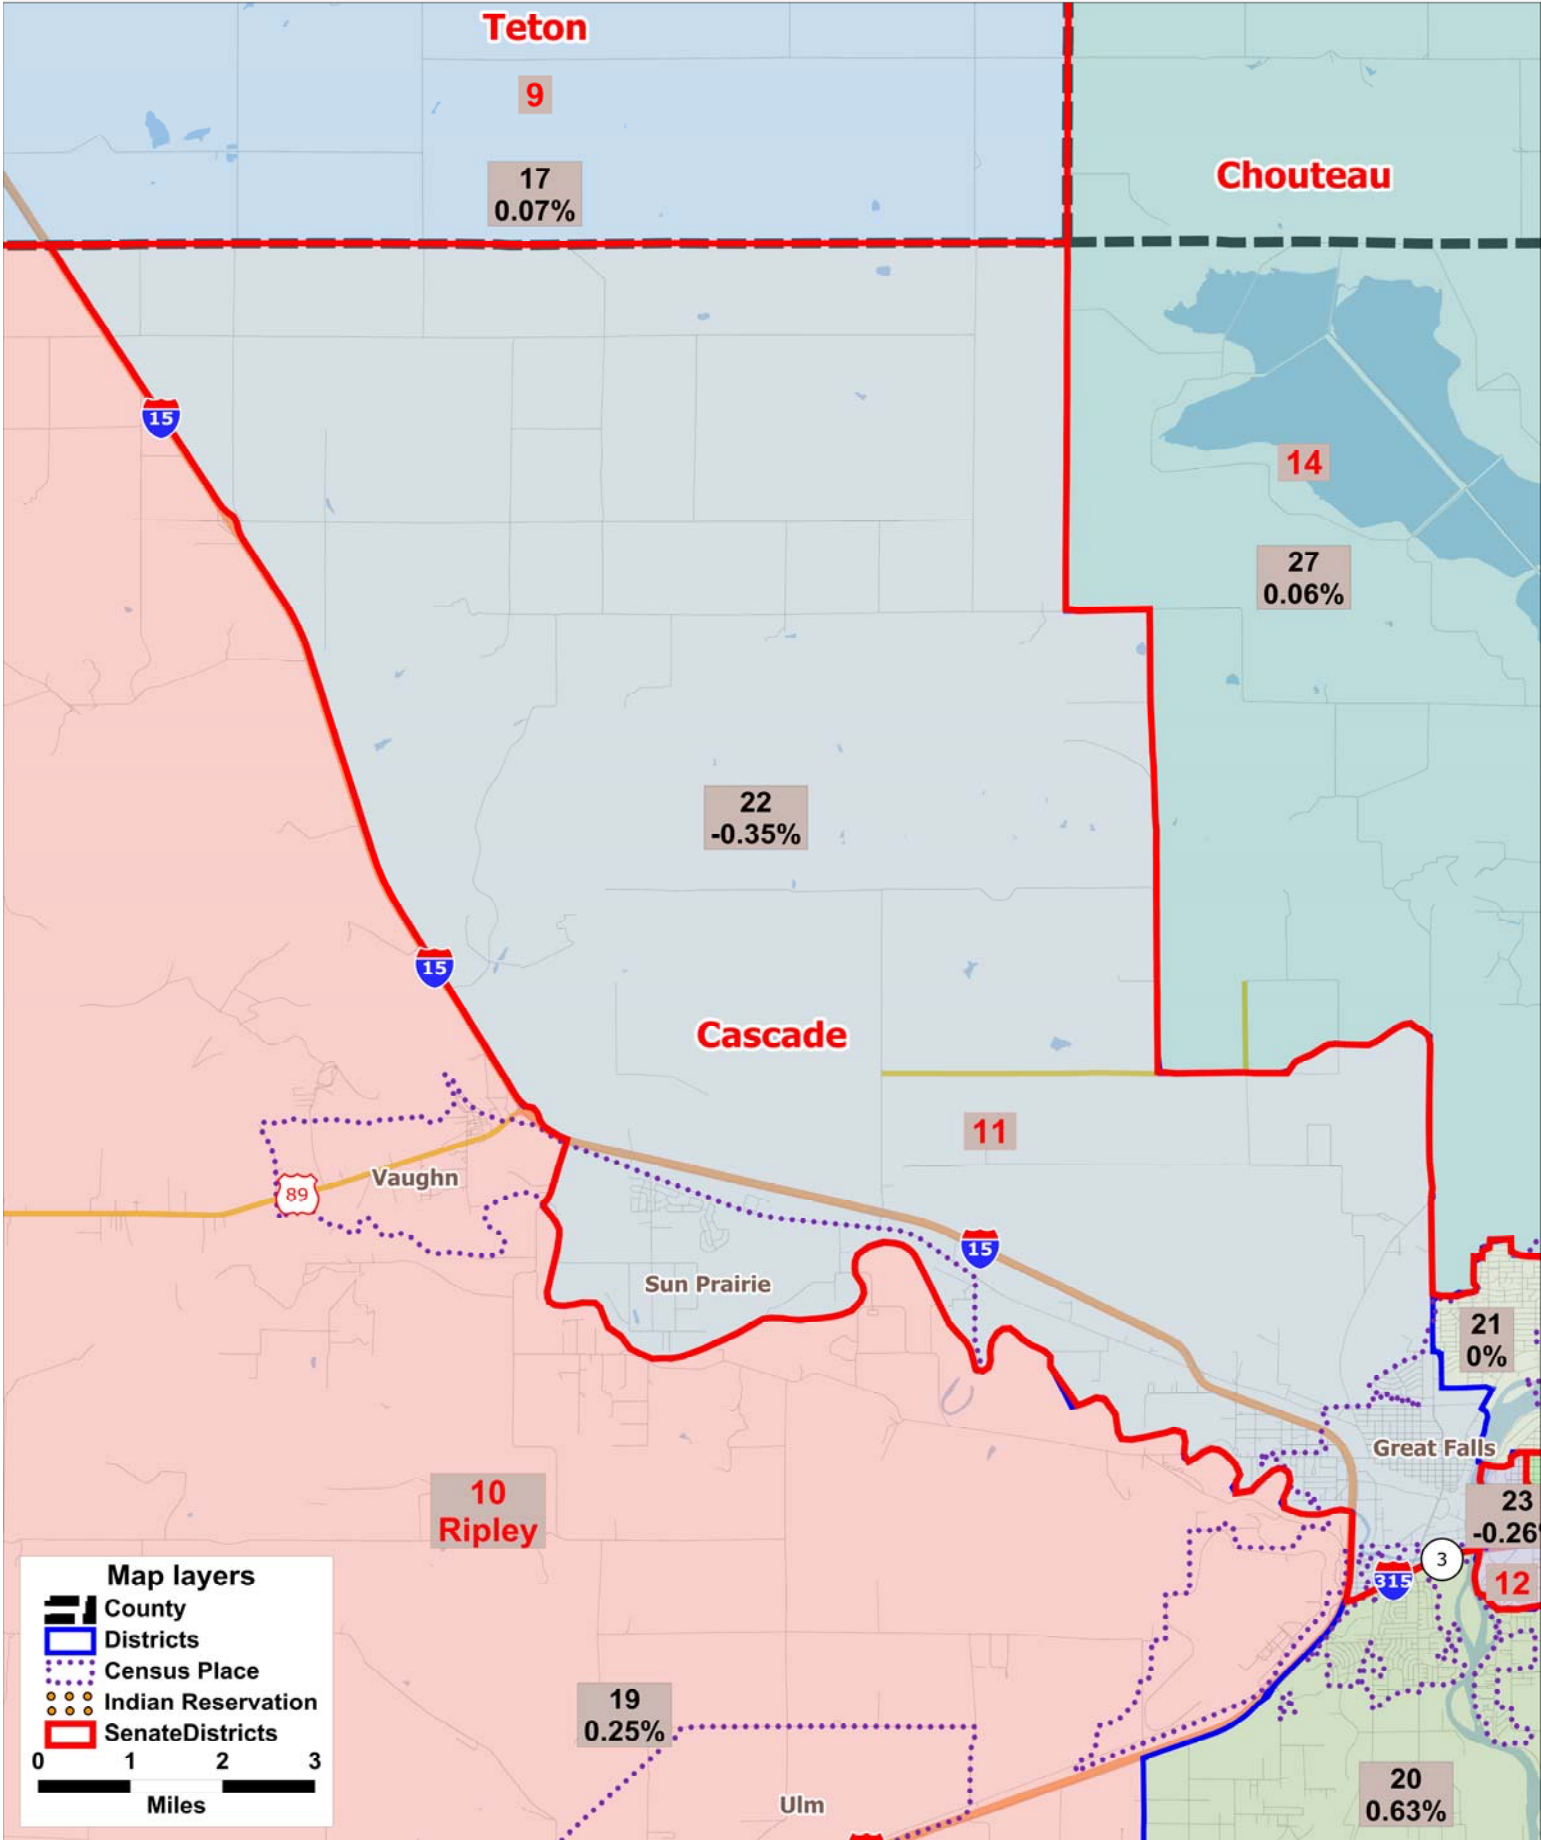 Teton
9
17
0.07%
Chouteau
15
14
27
0.06%
22
-0.35%
15
Cascade
11
Vaughn
89
15
Sun Prairie
21
0%
Great Falls
10
Ripley
23
-0.26%
3
315
12
Map layers
County
Districts
Census Place
Indian Reservation
SenateDistricts
0 1 2 3
Miles
19
0.25%
Ulm
20
0.63%